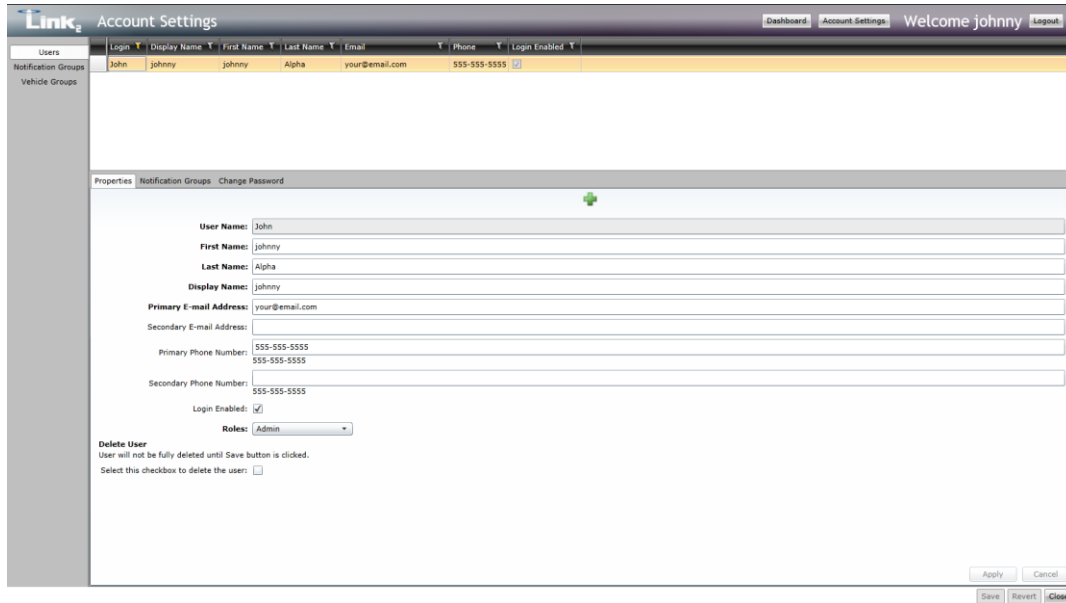 Link2 Account Settings Dashboard Account Settings Welcome johnny Logout
Users
Notification Groups
Vehicle Groups
Login Display Name First Name Last Name Email Phone Login Enabled
John johnny johnny Alpha your@email.com 555-555-5555
Properties Notification Groups Change Password
User Name: John
First Name: johnny
Last Name: Alpha
Display Name: johnny
Primary E-mail Address: your@email.com
Secondary E-mail Address:
Primary Phone Number: 555-555-5555
555-555-5555
Secondary Phone Number:
555-555-5555
Login Enabled:
Roles: Admin
Delete User
User will not be fully deleted until Save button is clicked.
Select this checkbox to delete the user:
Apply Cancel
Save Revert Close